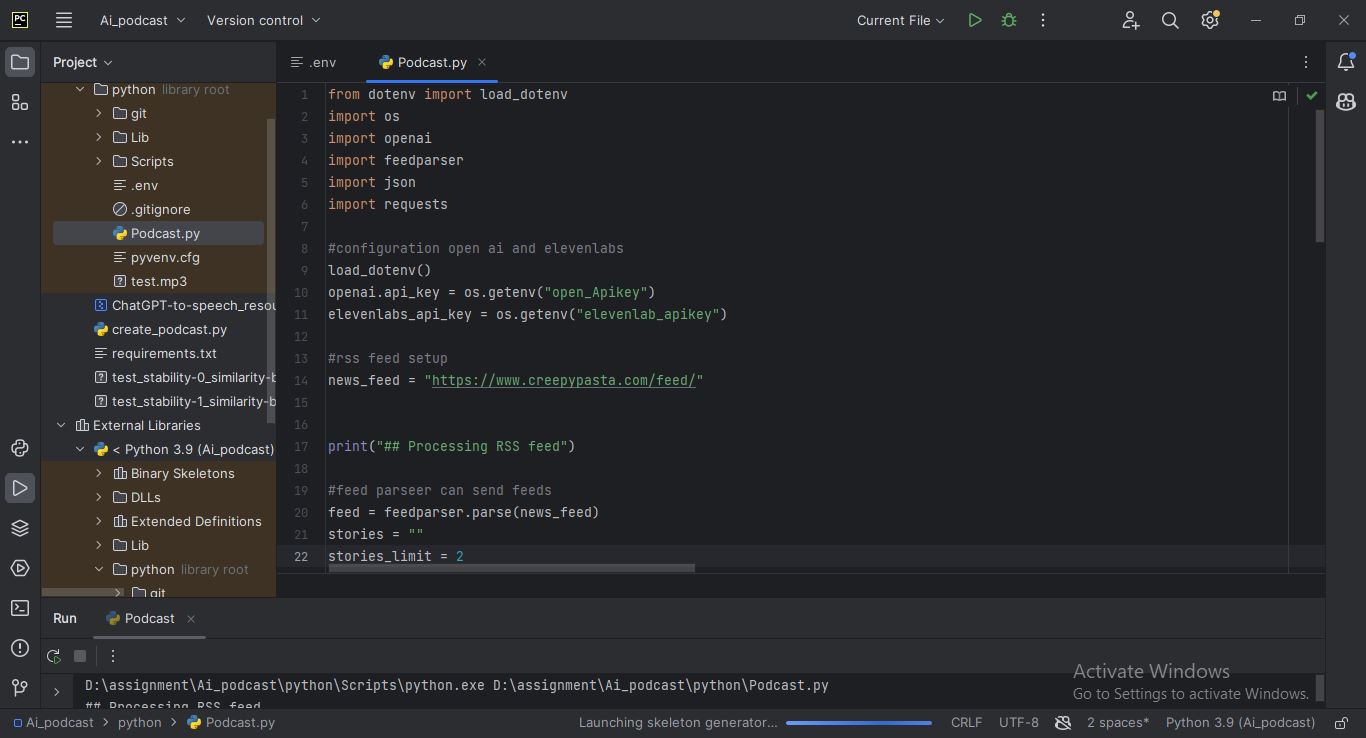 PC
Ai_podcast
Version control
Current File
Project
.env
Podcast.py
python library root
git
Lib
Scripts
.env
.gitignore
Podcast.py
pyvenv.cfg
test.mp3
ChatGPT-to-speech_resou
create_podcast.py
requirements.txt
test_stability-0_similarity-b
test_stability-1_similarity-b
External Libraries
< Python 3.9 (Ai_podcast)
Binary Skeletons
DLLs
Extended Definitions
Lib
python library root
git
1 from dotenv import load_dotenv
2 import os
3 import openai
4 import feedparser
5 import json
6 import requests
7
8 #configuration open ai and elevenlabs
9 load_dotenv()
10 openai.api_key = os.getenv("open_Apikey")
11 elevenlabs_api_key = os.getenv("elevenlab_apikey")
12
13 #rss feed setup
14 news_feed = "https://www.creepypasta.com/feed/"
15
16
17 print("## Processing RSS feed")
18
19 #feed parseer can send feeds
20 feed = feedparser.parse(news_feed)
21 stories = ""
22 stories_limit = 2
Run
Podcast
D:\assignment\Ai_podcast\python\Scripts\python.exe D:\assignment\Ai_podcast\python\Podcast.py
## Processing RSS feed
Activate Windows
Go to Settings to activate Windows.
Ai_podcast > python > Podcast.py
Launching skeleton generator...
CRLF
UTF-8
2 spaces*
Python 3.9 (Ai_podcast)